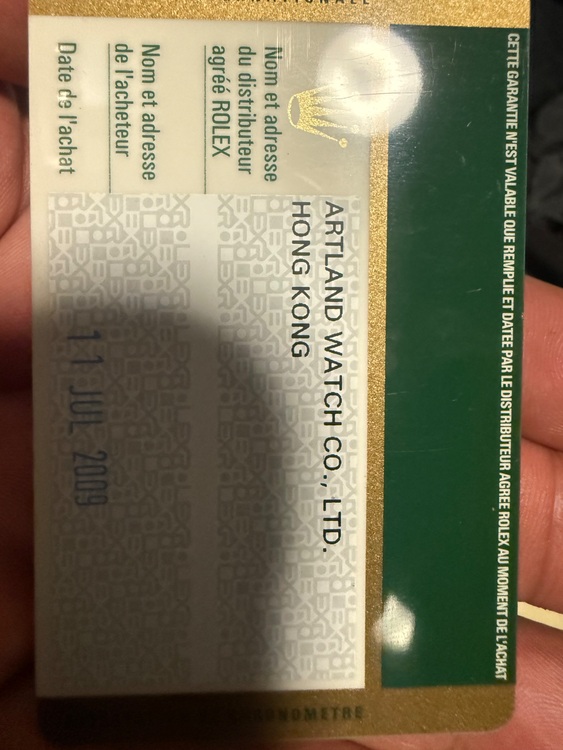 CETTE GARANTIE N'EST VALABLE QUE REMPLIE ET DATEE PAR LE DISTRIBUTEUR AGREE ROLEX AU MOMENT DE L'ACHAT
ARTLAND WATCH CO., LTD.
HONG KONG
Nom et adresse
du distributeur
agréé ROLEX
Nom et adresse
de l'acheteur
Date de l'achat
11 JUL 2009